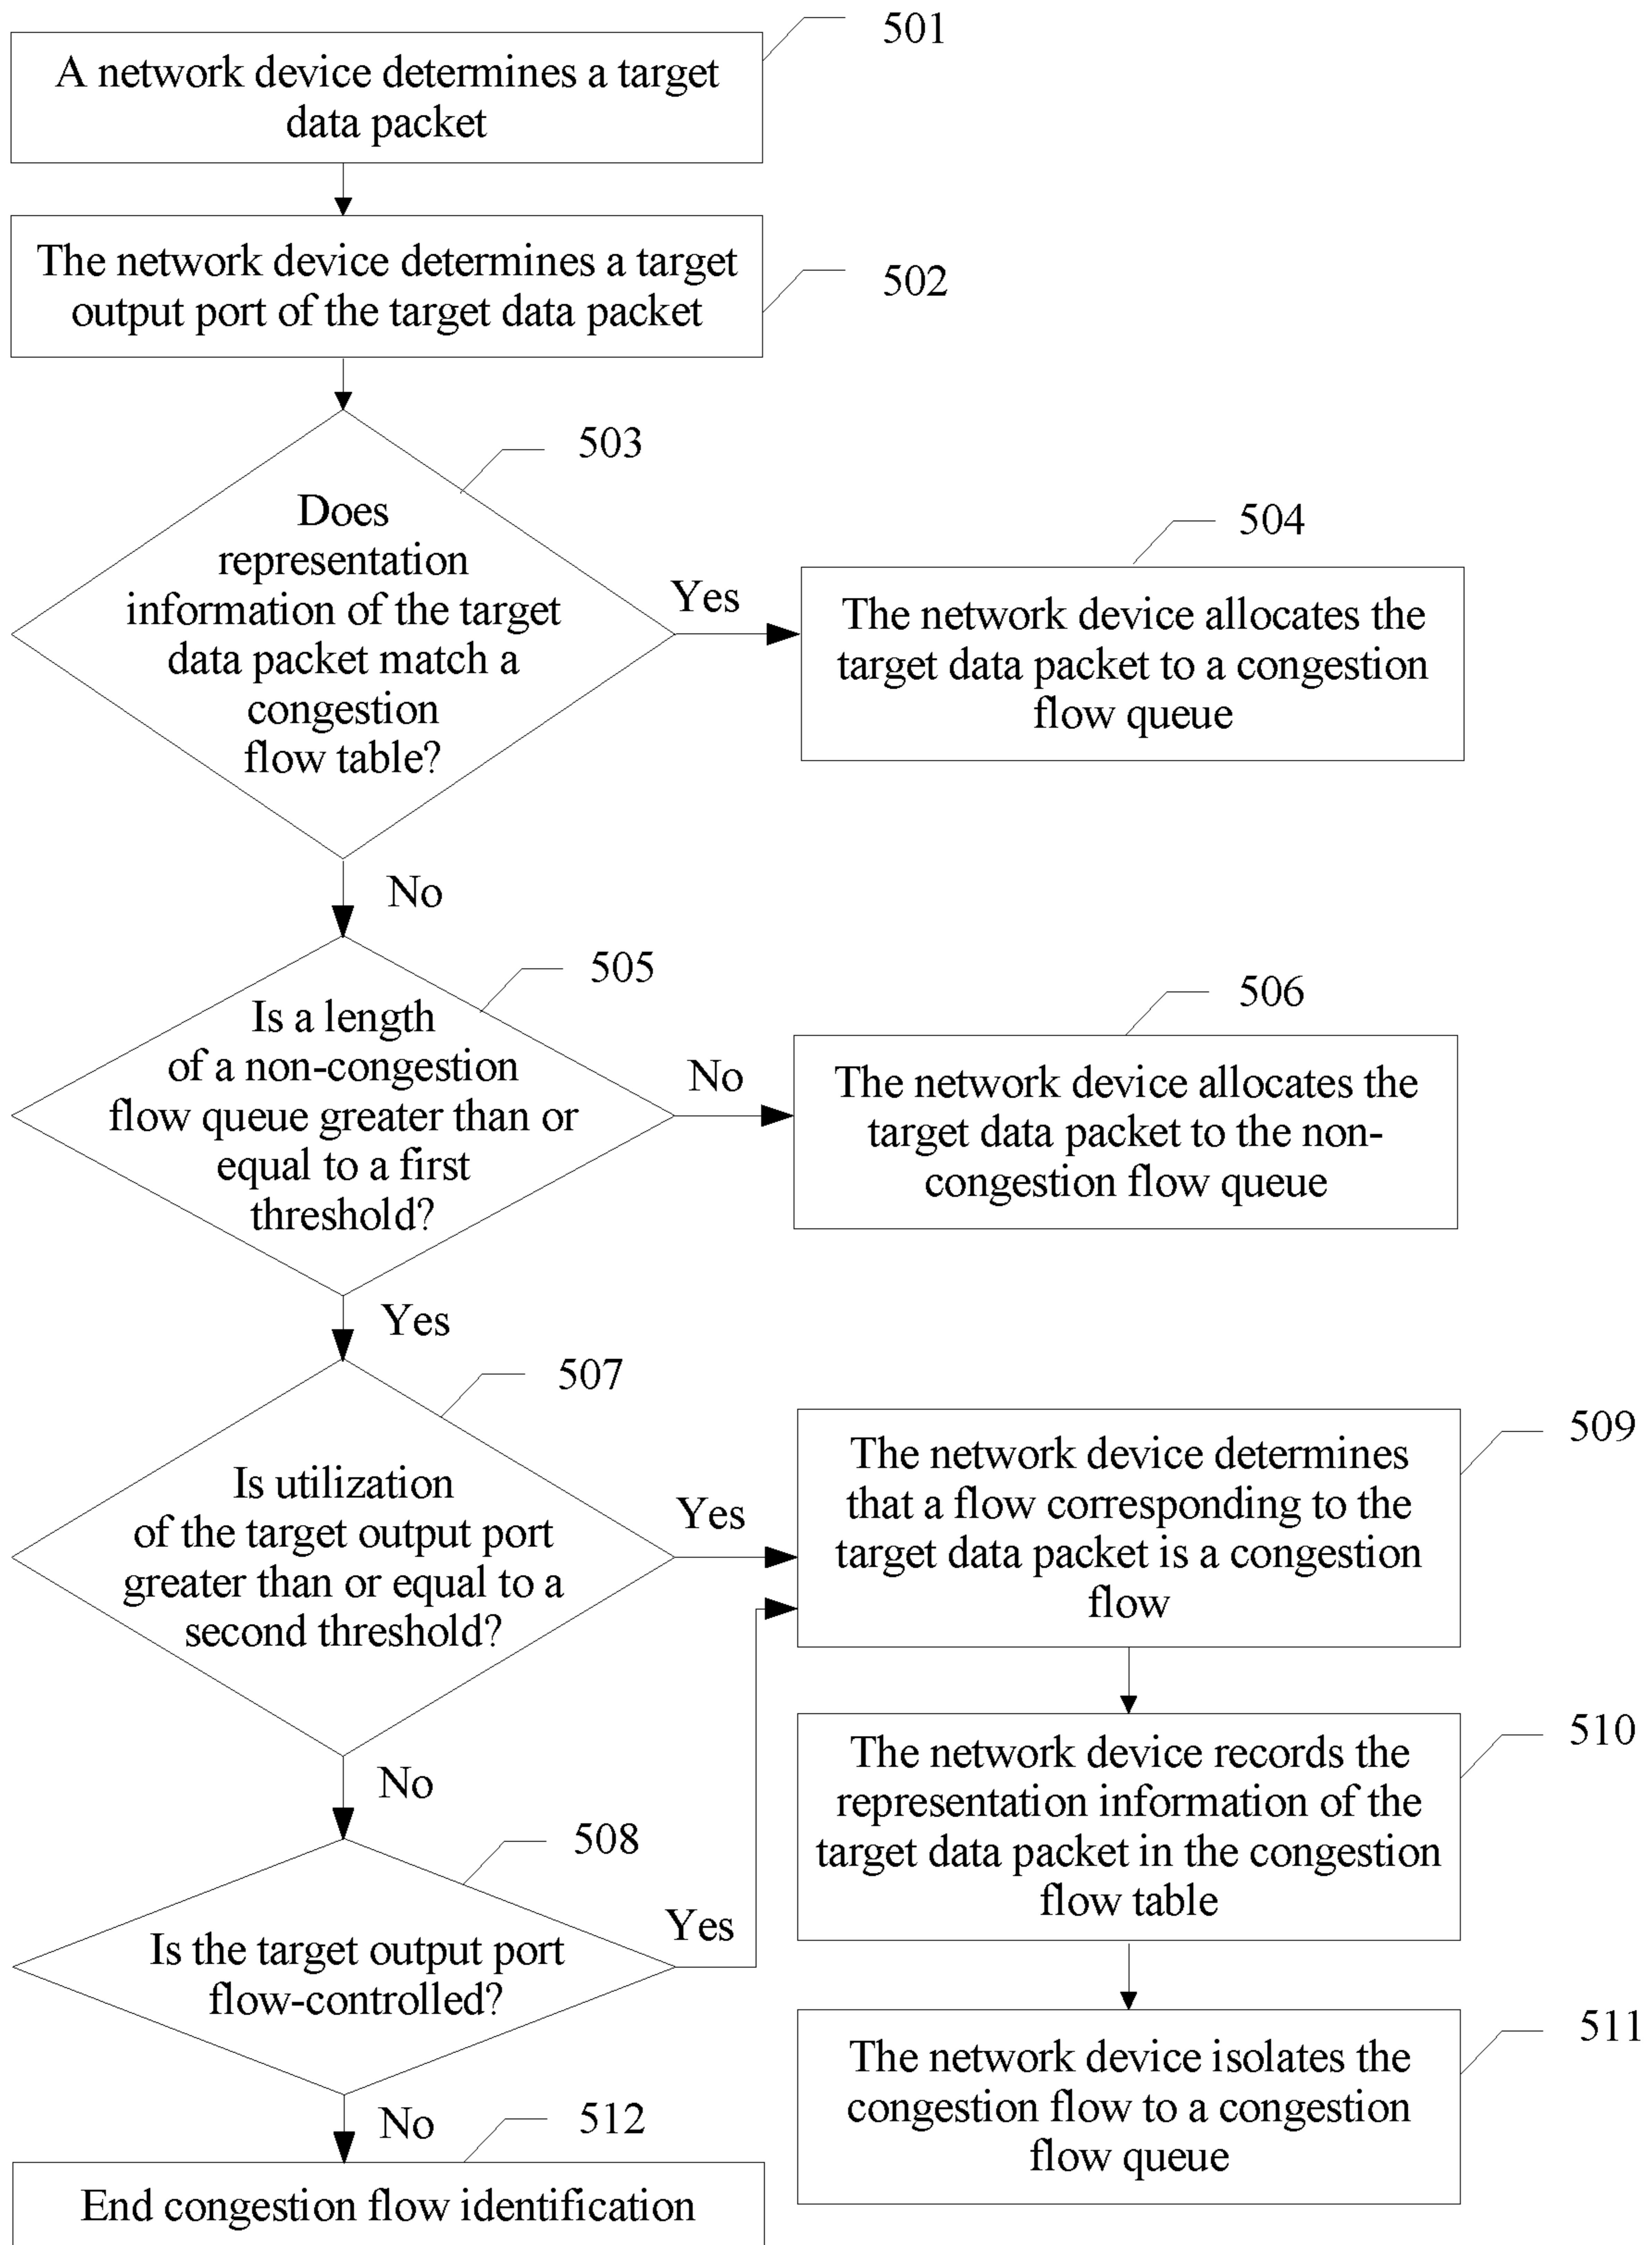 501
A network device determines a target
data packet
The network device determines a target
output port of the target data packet
502
503
Does
representation
information of the target
data packet match a
congestion
flow table?
Yes
504
The network device allocates the
target data packet to a congestion
flow queue
No
505
Is a length
of a non-congestion
flow queue greater than or
equal to a first
threshold?
No
506
The network device allocates the
target data packet to the non-
congestion flow queue
Yes
507
Is utilization
of the target output port
greater than or equal to a
second threshold?
Yes
509
The network device determines
that a flow corresponding to the
target data packet is a congestion
flow
No
508
Is the target output port
flow-controlled?
Yes
510
The network device records the
representation information of the
target data packet in the congestion
flow table
511
The network device isolates the
congestion flow to a congestion
flow queue
No
512
End congestion flow identification